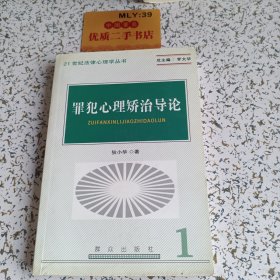 MLY:39
优质二手书店
21世纪法律心理学丛书
总主编 罗大华
罪犯心理矫治导论
ZUIFANXINLIJIAOZHIDAOLUN
张小华 ◇著
群众出版社
1